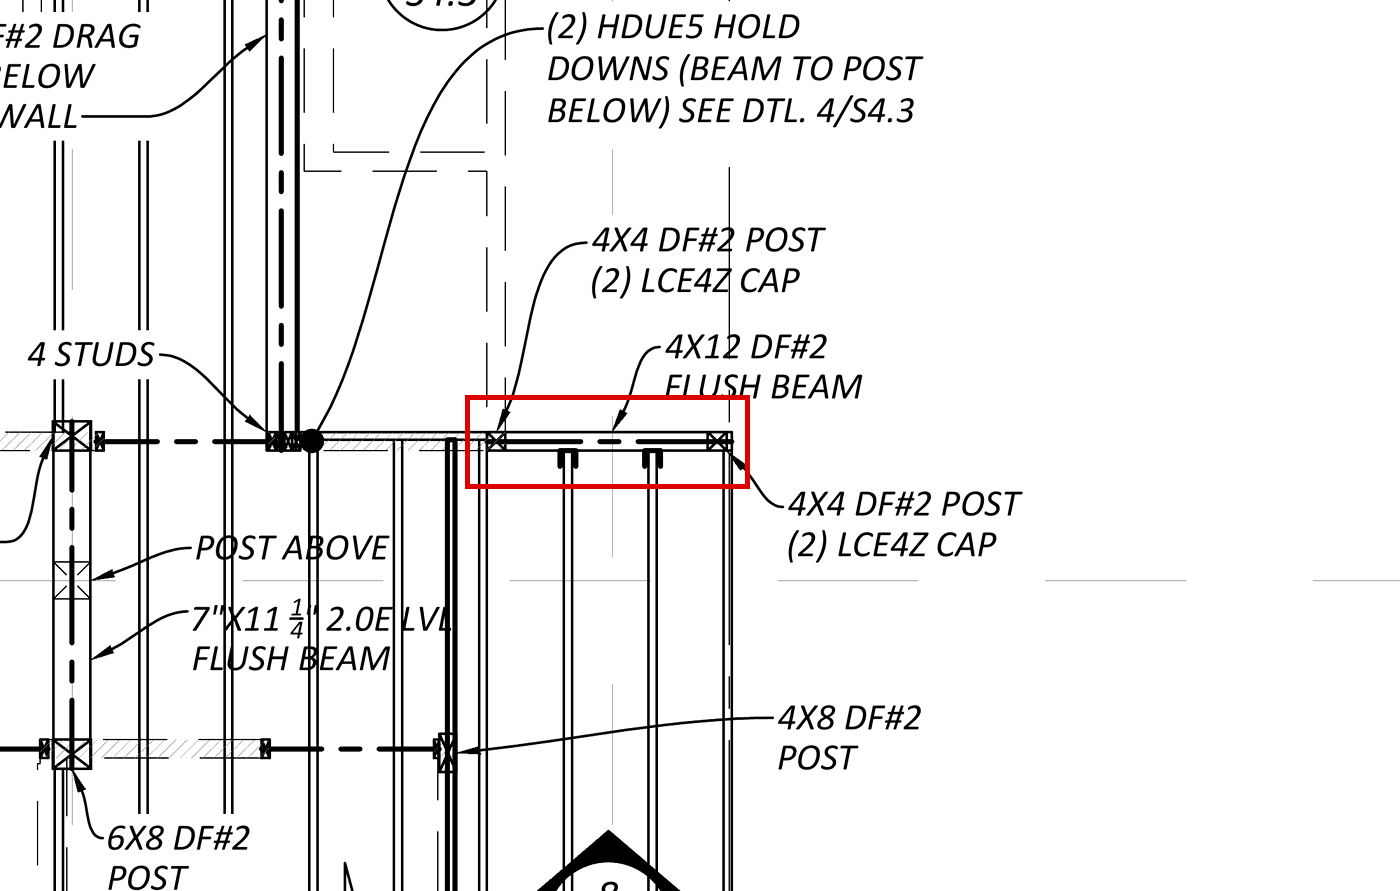 F#2 DRAG
BELOW
WALL
(2) HDUE5 HOLD
DOWNS (BEAM TO POST
BELOW) SEE DTL. 4/S4.3
4X4 DF#2 POST
(2) LCE4Z CAP
4 STUDS
4X12 DF#2
FLUSH BEAM
4X4 DF#2 POST
(2) LCE4Z CAP
POST ABOVE
7"X11 1/4" 2.0E LVL
FLUSH BEAM
4X8 DF#2
POST
6X8 DF#2
POST